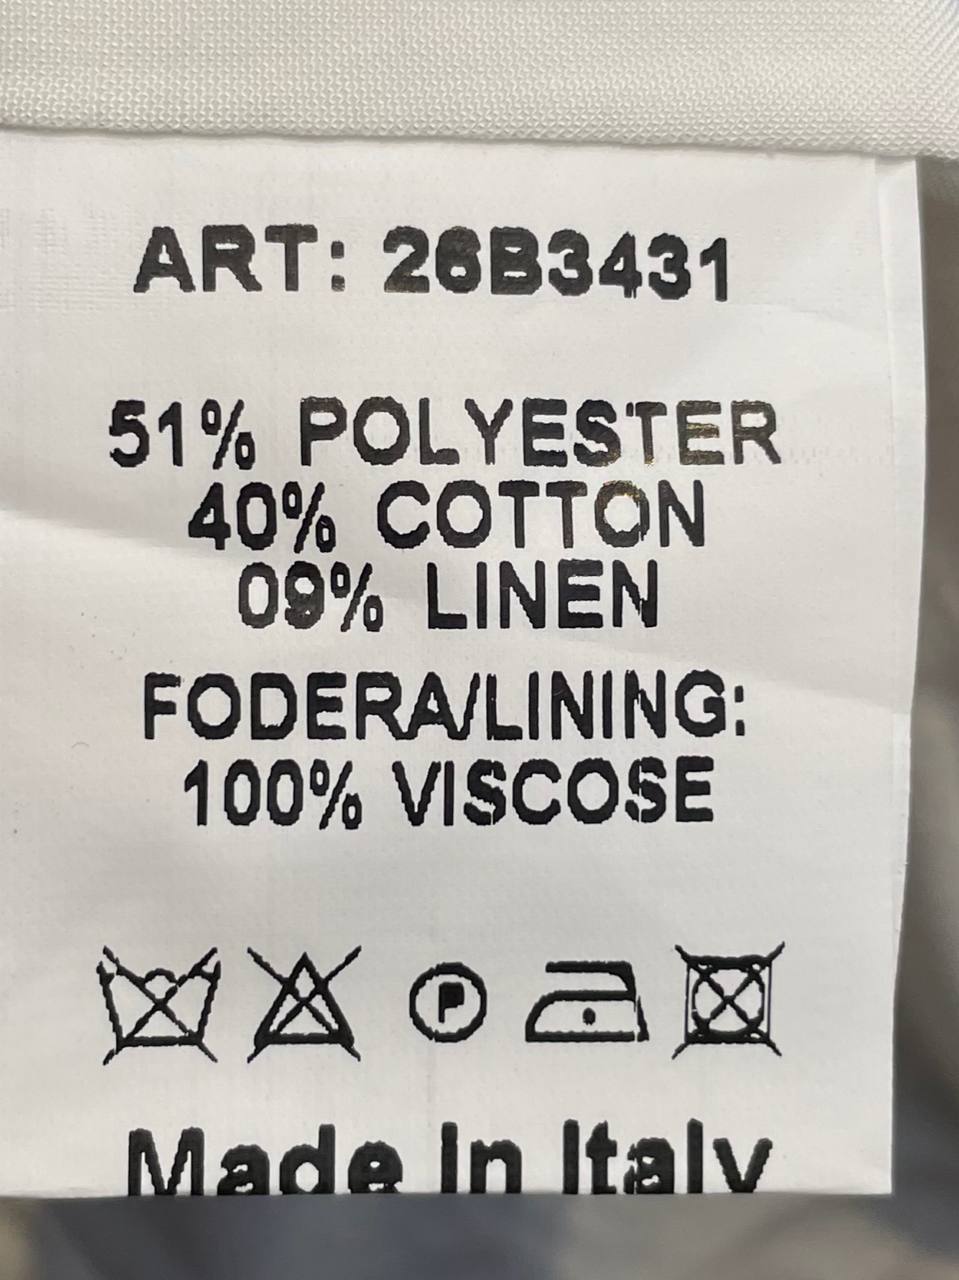 ART: 26B3431
51% POLYESTER
40% COTTON
09% LINEN
FODERA/LINING:
100% VISCOSE
P
Made In Italy